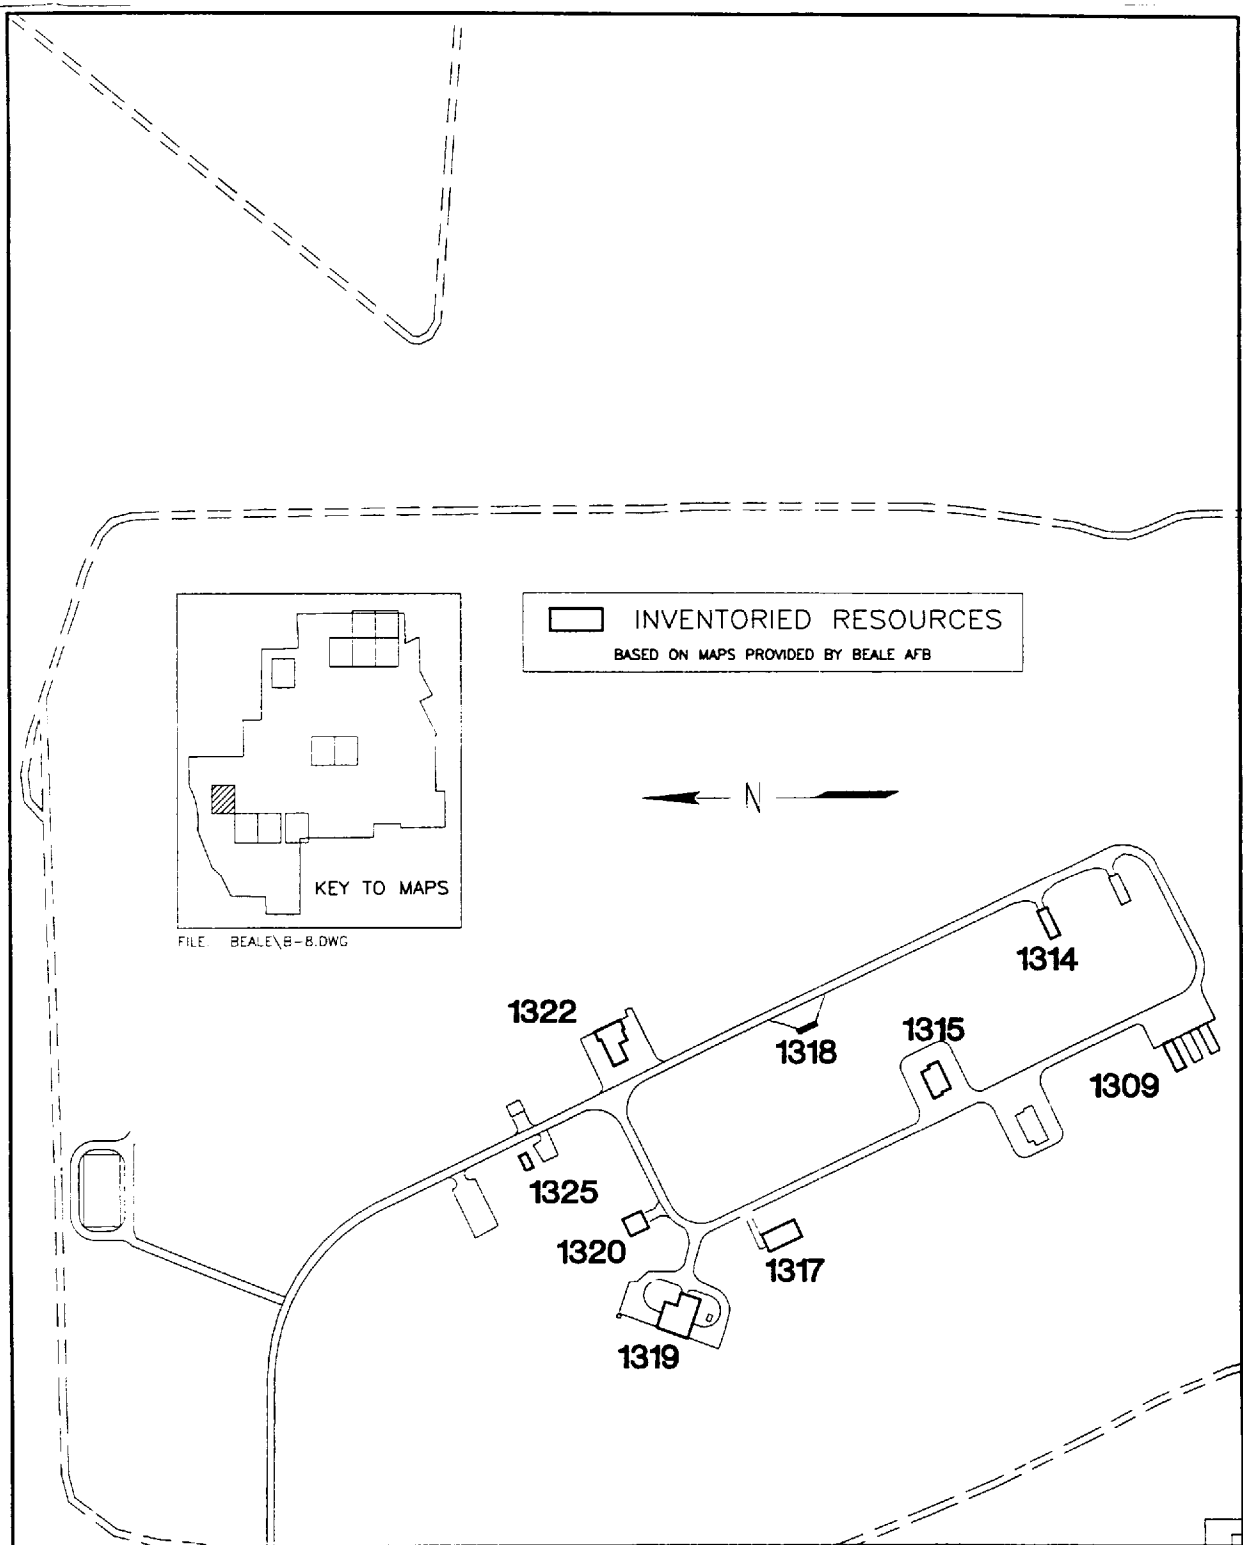 INVENTORIED RESOURCES
BASED ON MAPS PROVIDED BY BEALE AFB
N
KEY TO MAPS
FILE: BEALE\B-8.DWG
1314
1322
1318
1315
1309
1325
1320
1317
1319